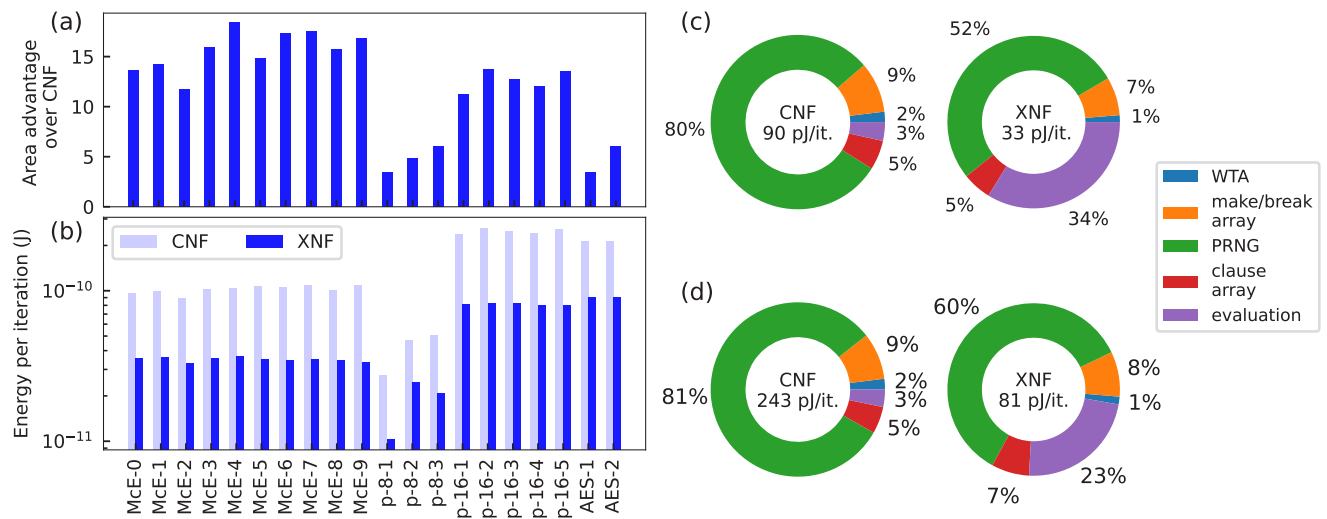 (a)
Area advantage
over CNF
15
10
5
0
(b)
CNF
XNF
Energy per iteration (J)
10⁻¹⁰
10⁻¹¹
McE-0
McE-1
McE-2
McE-3
McE-4
McE-5
McE-6
McE-7
McE-8
McE-9
p-8-1
p-8-2
p-8-3
p-16-1
p-16-2
p-16-3
p-16-4
p-16-5
AES-1
AES-2
(c)
CNF
90 pJ/it.
80%
9%
2%
3%
5%
XNF
33 pJ/it.
52%
7%
1%
34%
5%
(d)
CNF
243 pJ/it.
81%
9%
2%
3%
5%
XNF
81 pJ/it.
60%
8%
1%
23%
7%
WTA
make/break
array
PRNG
clause
array
evaluation